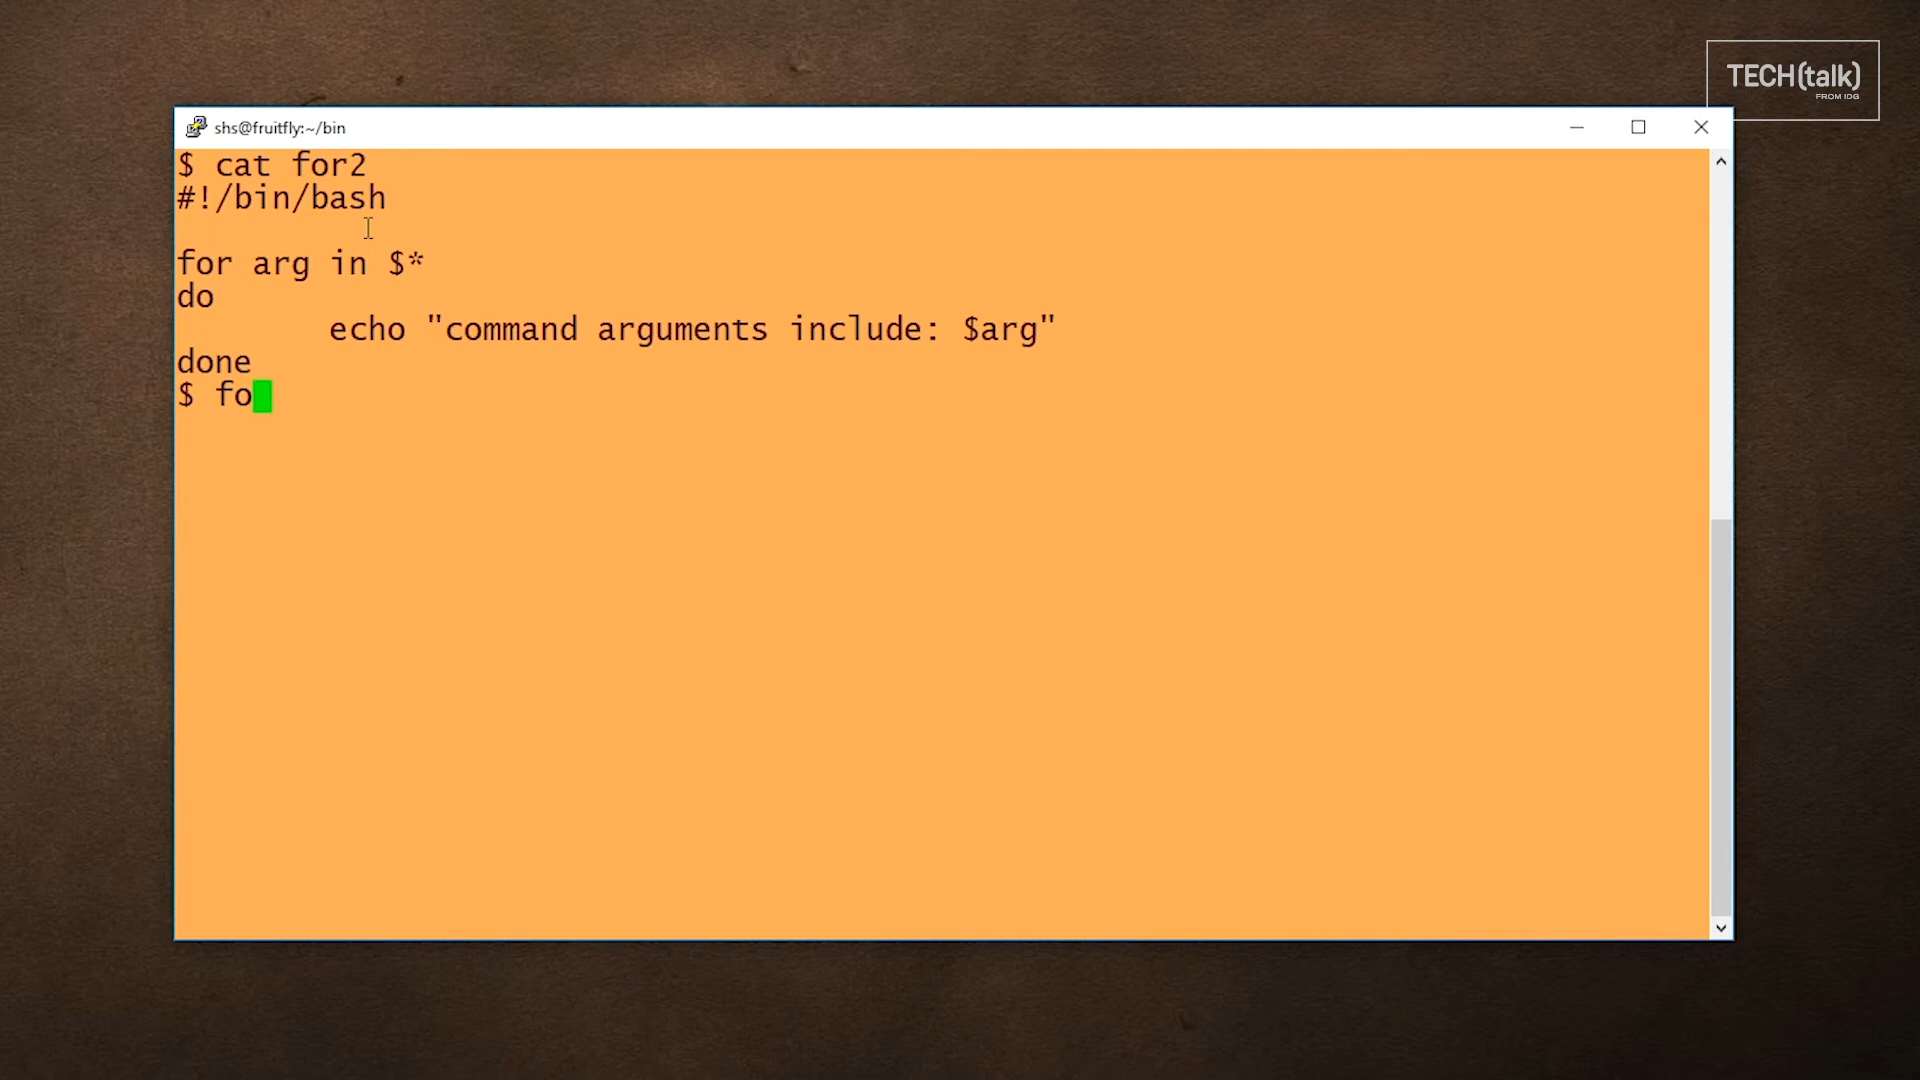 TECH(talk)
FROM IDG
shs@fruitfly:~/bin
$ cat for2
#!/bin/bash
for arg in $*
do
        echo "command arguments include: $arg"
done
$ fo